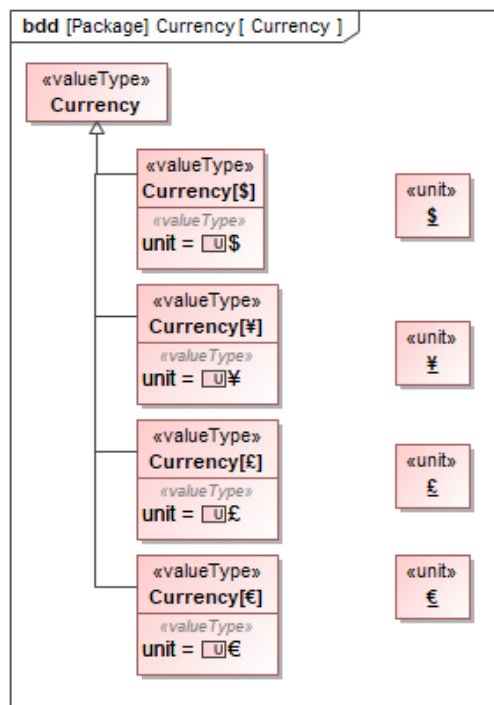 bdd [Package] Currency [ Currency ]
«valueType»
Currency
«valueType»
Currency[$]
«valueType»
unit = U $
«unit»
$
«valueType»
Currency[¥]
«valueType»
unit = U ¥
«unit»
¥
«valueType»
Currency[£]
«valueType»
unit = U £
«unit»
£
«valueType»
Currency[€]
«valueType»
unit = U €
«unit»
€